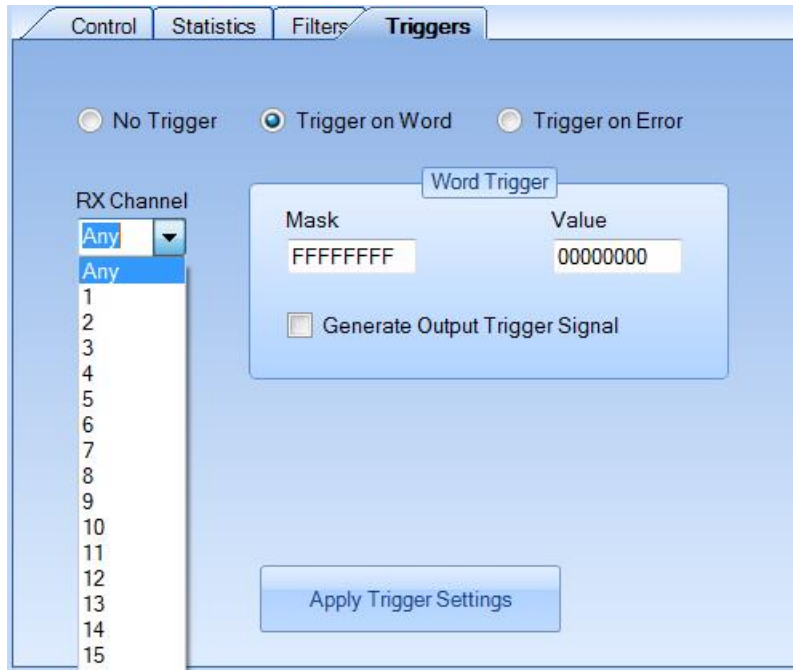 Control Statistics Filters Triggers
No Trigger Trigger on Word Trigger on Error
RX Channel
Any
Any
1
2
3
4
5
6
7
8
9
10
11
12
13
14
15
Word Trigger
Mask Value
FFFFFFFF 00000000
Generate Output Trigger Signal
Apply Trigger Settings